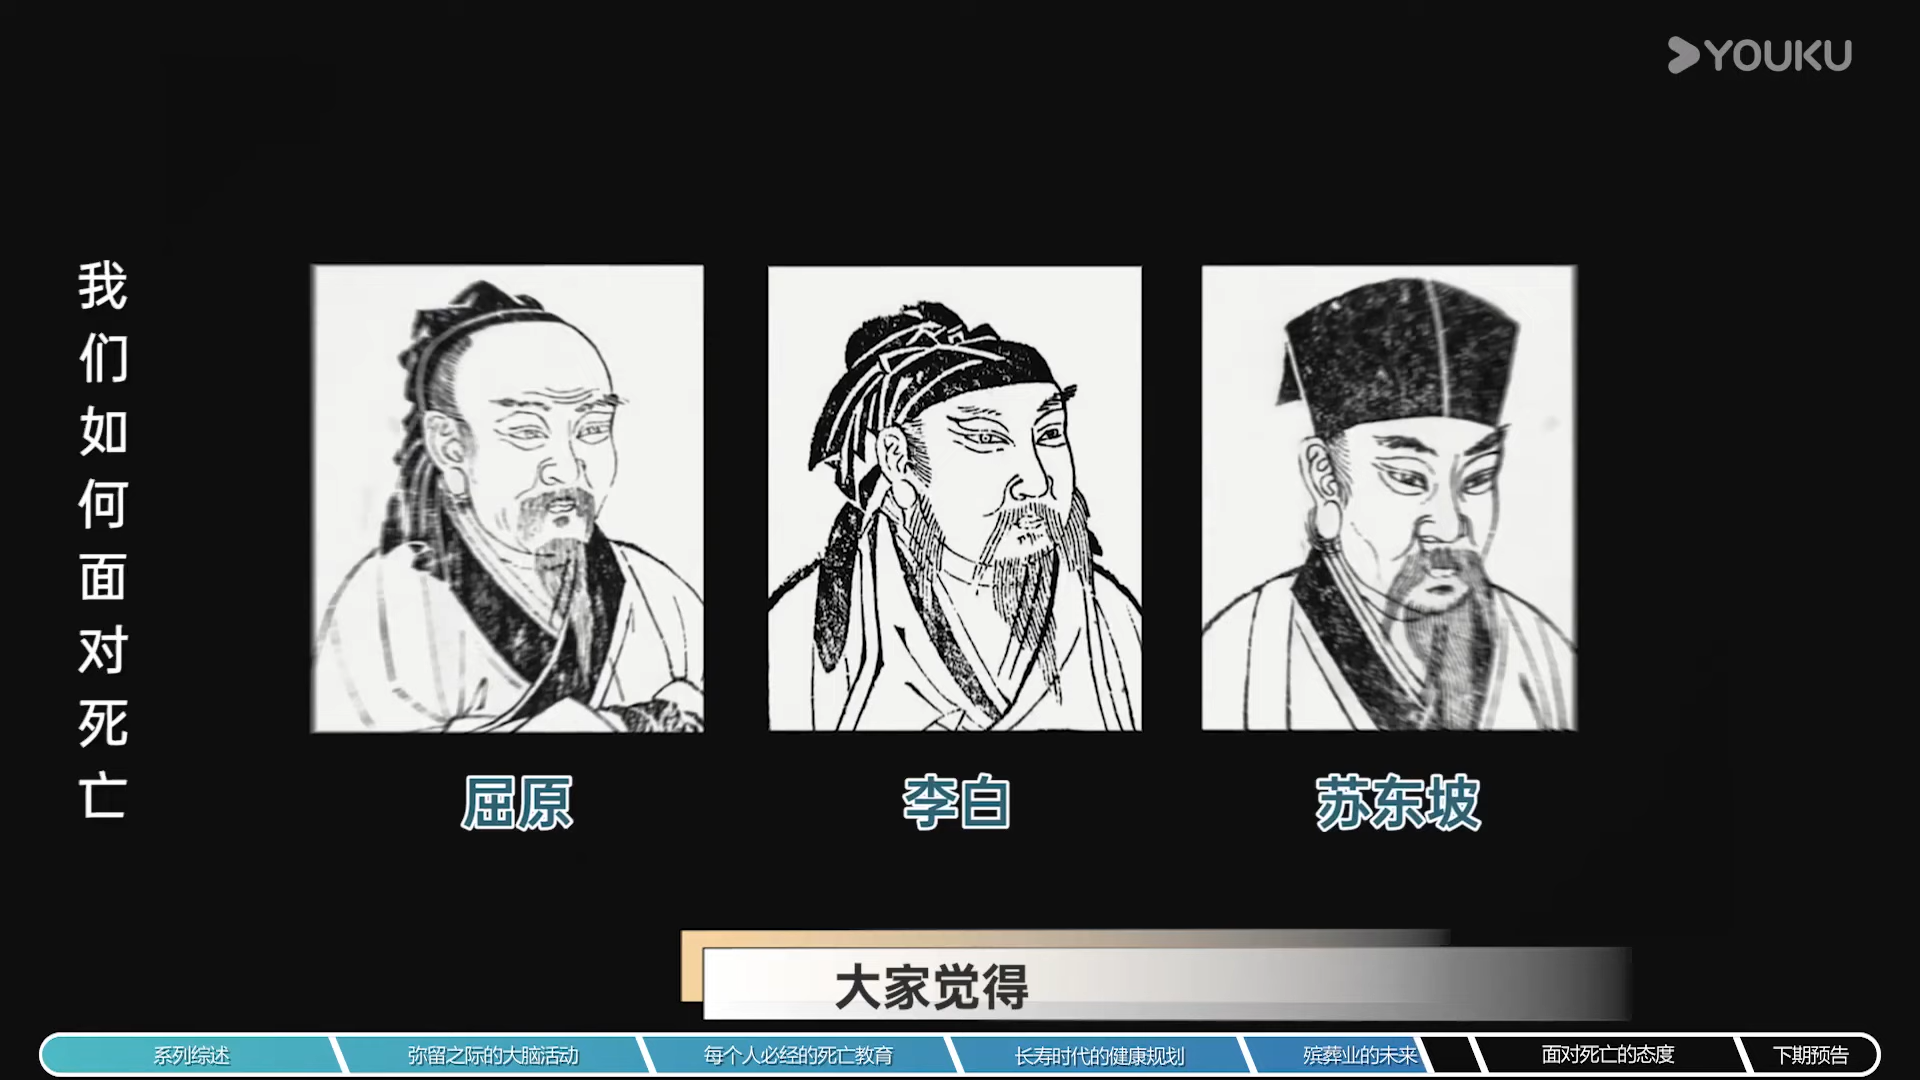 YOUKU
我们如何面对死亡
屈原
李白
苏东坡
大家觉得
系列综述
弥留之际的大脑活动
每个人必经的死亡教育
长寿时代的健康规划
殡葬业的未来
面对死亡的态度
下期预告